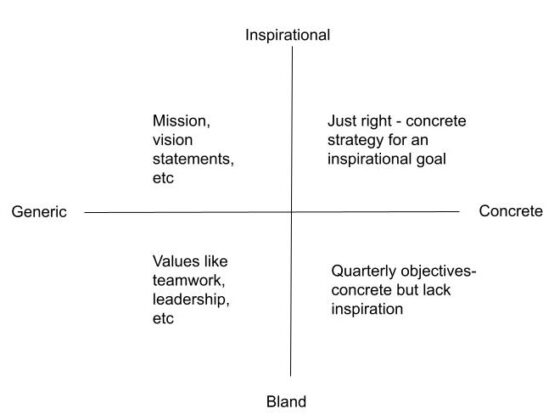 Inspirational
Mission,
vision
statements,
etc
Just right - concrete
strategy for an
inspirational goal
Generic
Concrete
Values like
teamwork,
leadership,
etc
Quarterly objectives-
concrete but lack
inspiration
Bland